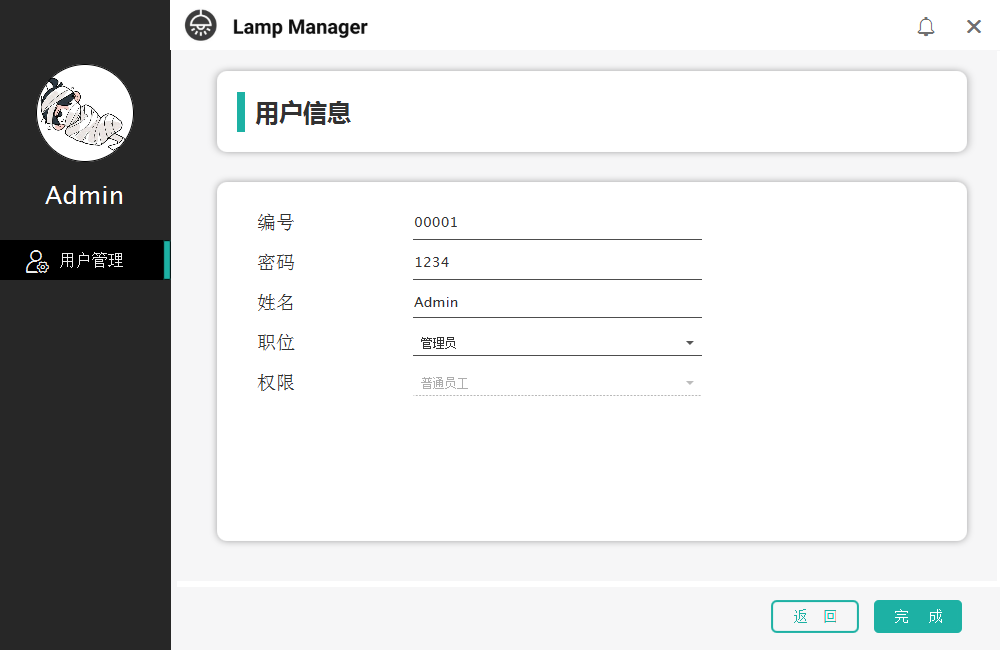 Lamp Manager
Admin
用户管理
用户信息
编号 00001
密码 1234
姓名 Admin
职位 管理员
权限 普通员工
返 回 完 成